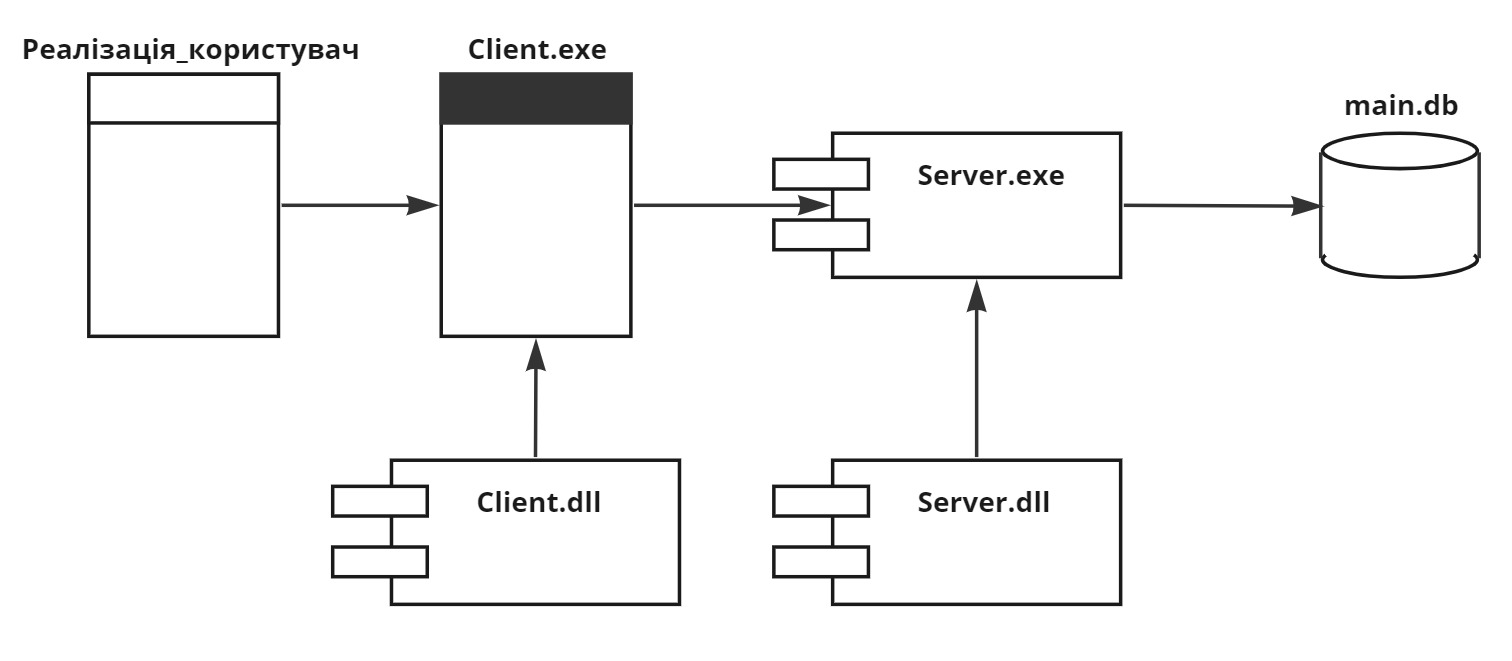 Реалізація_користувач
Client.exe
main.db
Server.exe
Client.dll
Server.dll